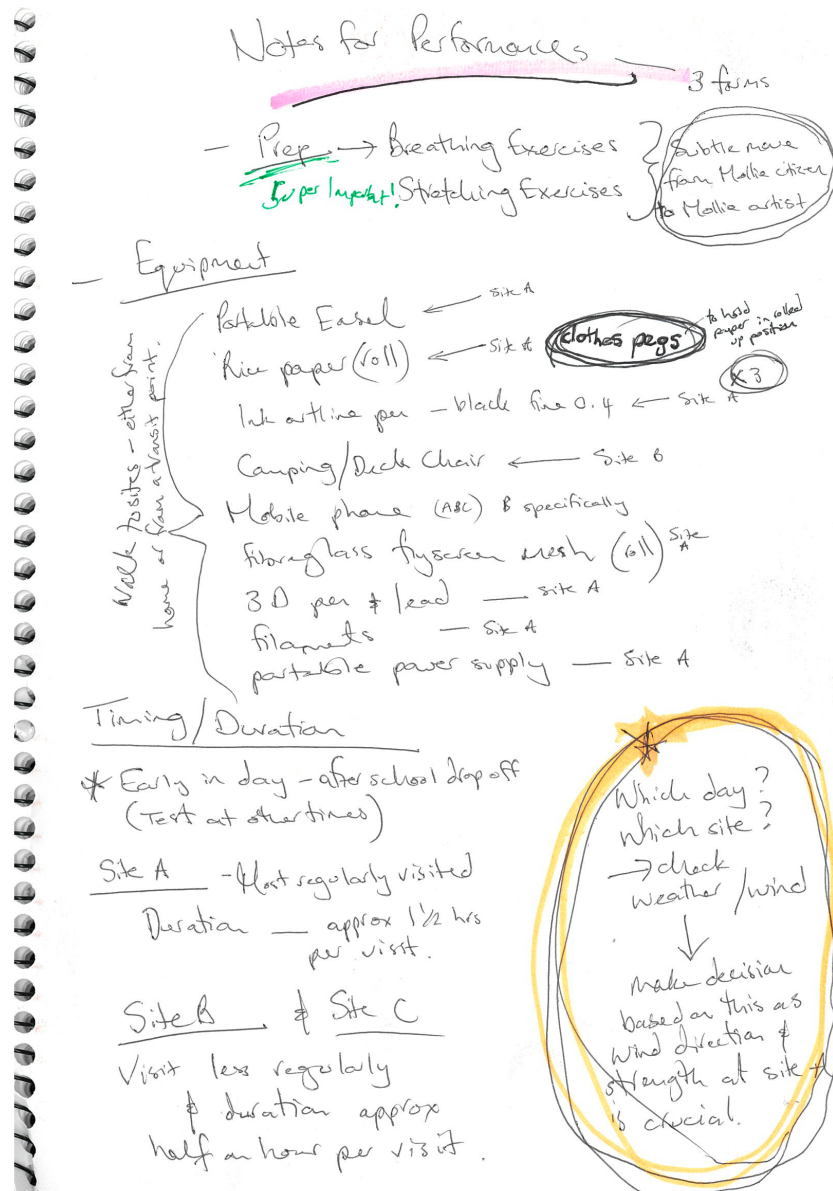 Notes for Performances
3 forms
- Prep → Breathing Exercises
Super Important! Stretching Exercises
Subtle move
from Mollie citizen
to Mollie artist
- Equipment
Walk to sites - either from
home or from a transit point.
Portable Easel ← Site A
Rice paper (roll) ← Site A
clothes pegs
to hold
paper in rolled
up position
x3
Ink artline pen - black fine 0.4 ← Site A
Camping/Deck Chair ← Site B
Mobile phone (ABC) B specifically
fibreglass flyscreen mesh (roll) Site A
3D pen & lead — Site A
filaments — Site A
portable power supply — Site A
Timing/Duration
* Early in day - after school drop off
(Test at other times)
Site A - Most regularly visited
Duration — approx 1 1/2 hrs
per visit.
Site B & Site C
Visit less regularly
& duration approx
half an hour per visit.
*
Which day?
Which site?
→ check
weather/wind
↓
make decision
based on this as
wind direction &
strength at site A
is crucial.